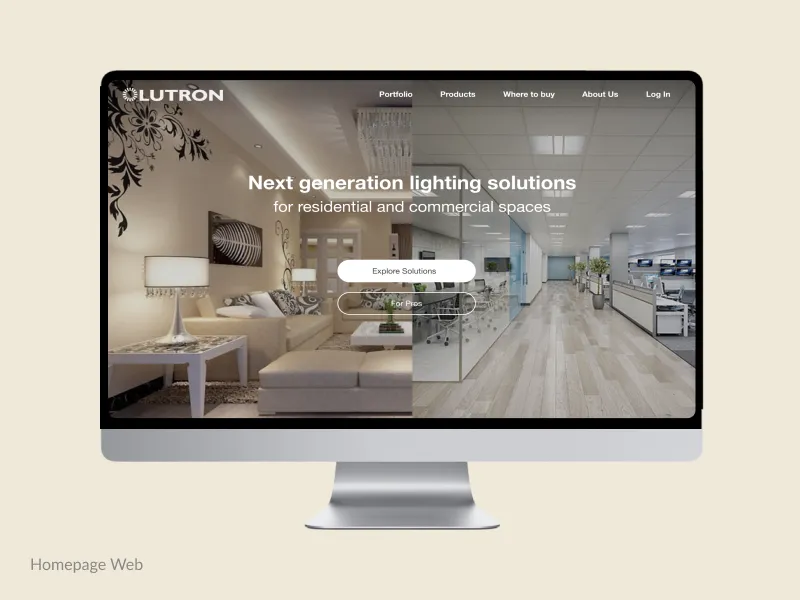 LUTRON
Portfolio
Products
Where to buy
About Us
Log In
Next generation lighting solutions
for residential and commercial spaces
Explore Solutions
For Pros
Homepage Web